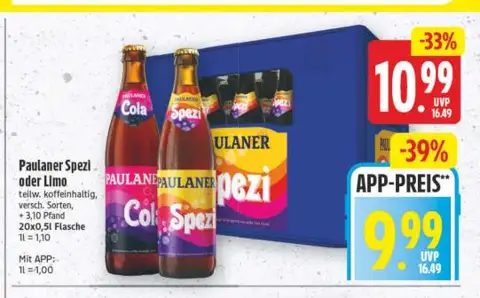 -33%
10.99
UVP
16.49
-39%
APP-PREIS**
9.99
UVP
16.49
Paulaner Spezi
oder Limo
teilw. koffeinhaltig,
versch. Sorten,
+ 3,10 Pfand
20x0,5l Flasche
1l = 1,10
Mit APP:
1l = 1,00
PAULANER
Cola
PAULANER
Spezi
PAULANE
Col
PAULANER
Spezi
ULANER
pezi